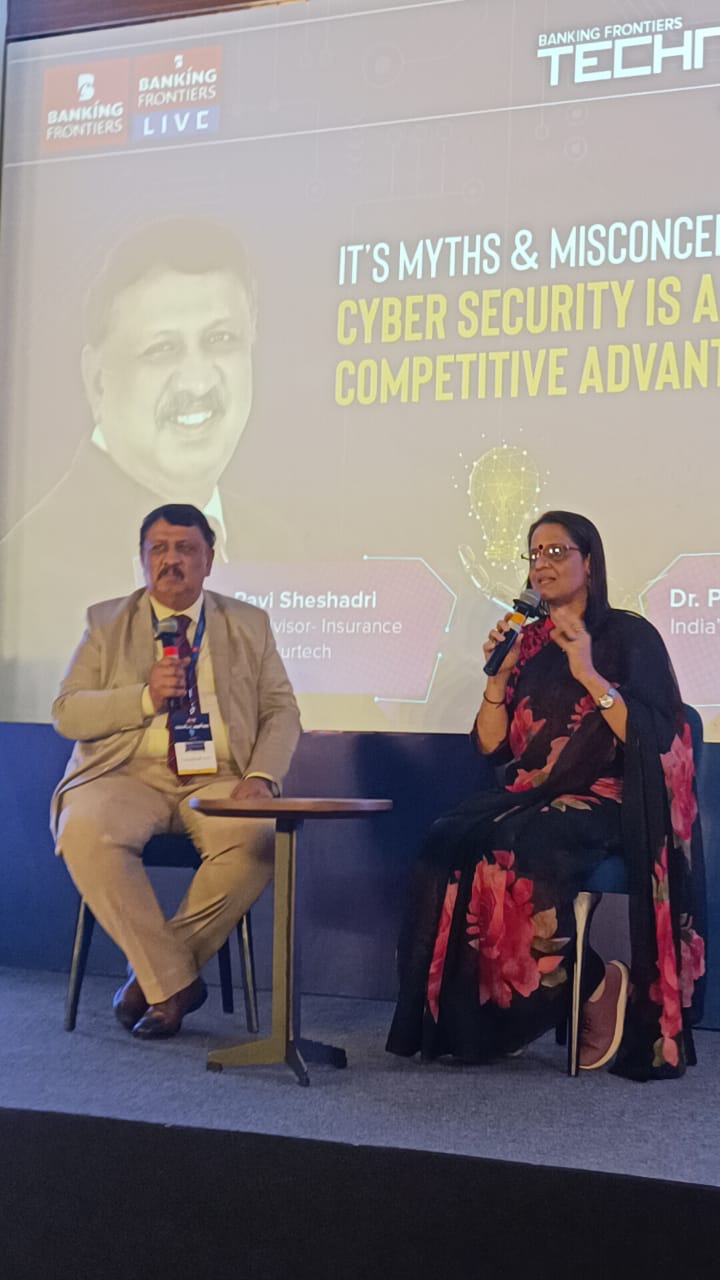 BANKING
FRONTIERS
BANKING
FRONTIERS
LIVE
BANKING FRONTIERS
TECHN
IT'S MYTHS & MISCONCE
CYBER SECURITY IS A
COMPETITIVE ADVANT
Ravi Sheshadri
visor- Insurance
urtech
Dr. P
India'